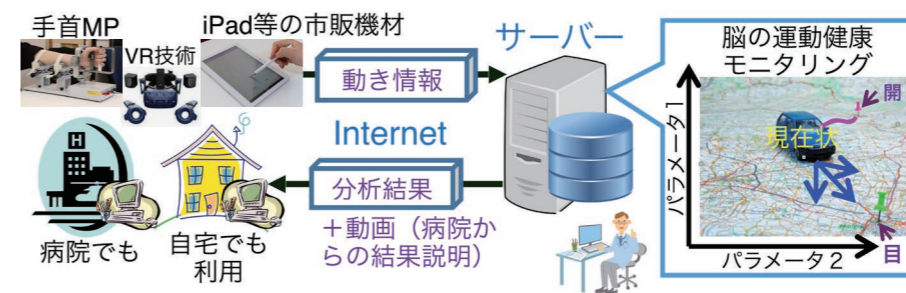 手首MP
VR技術
iPad等の市販機材
動き情報
サーバー
Internet
分析結果
+動画(病院か
らの結果説明)
病院でも
自宅でも
利用
脳の運動健康
モニタリング
パラメータ1
現在状
開
目
パラメータ2
H